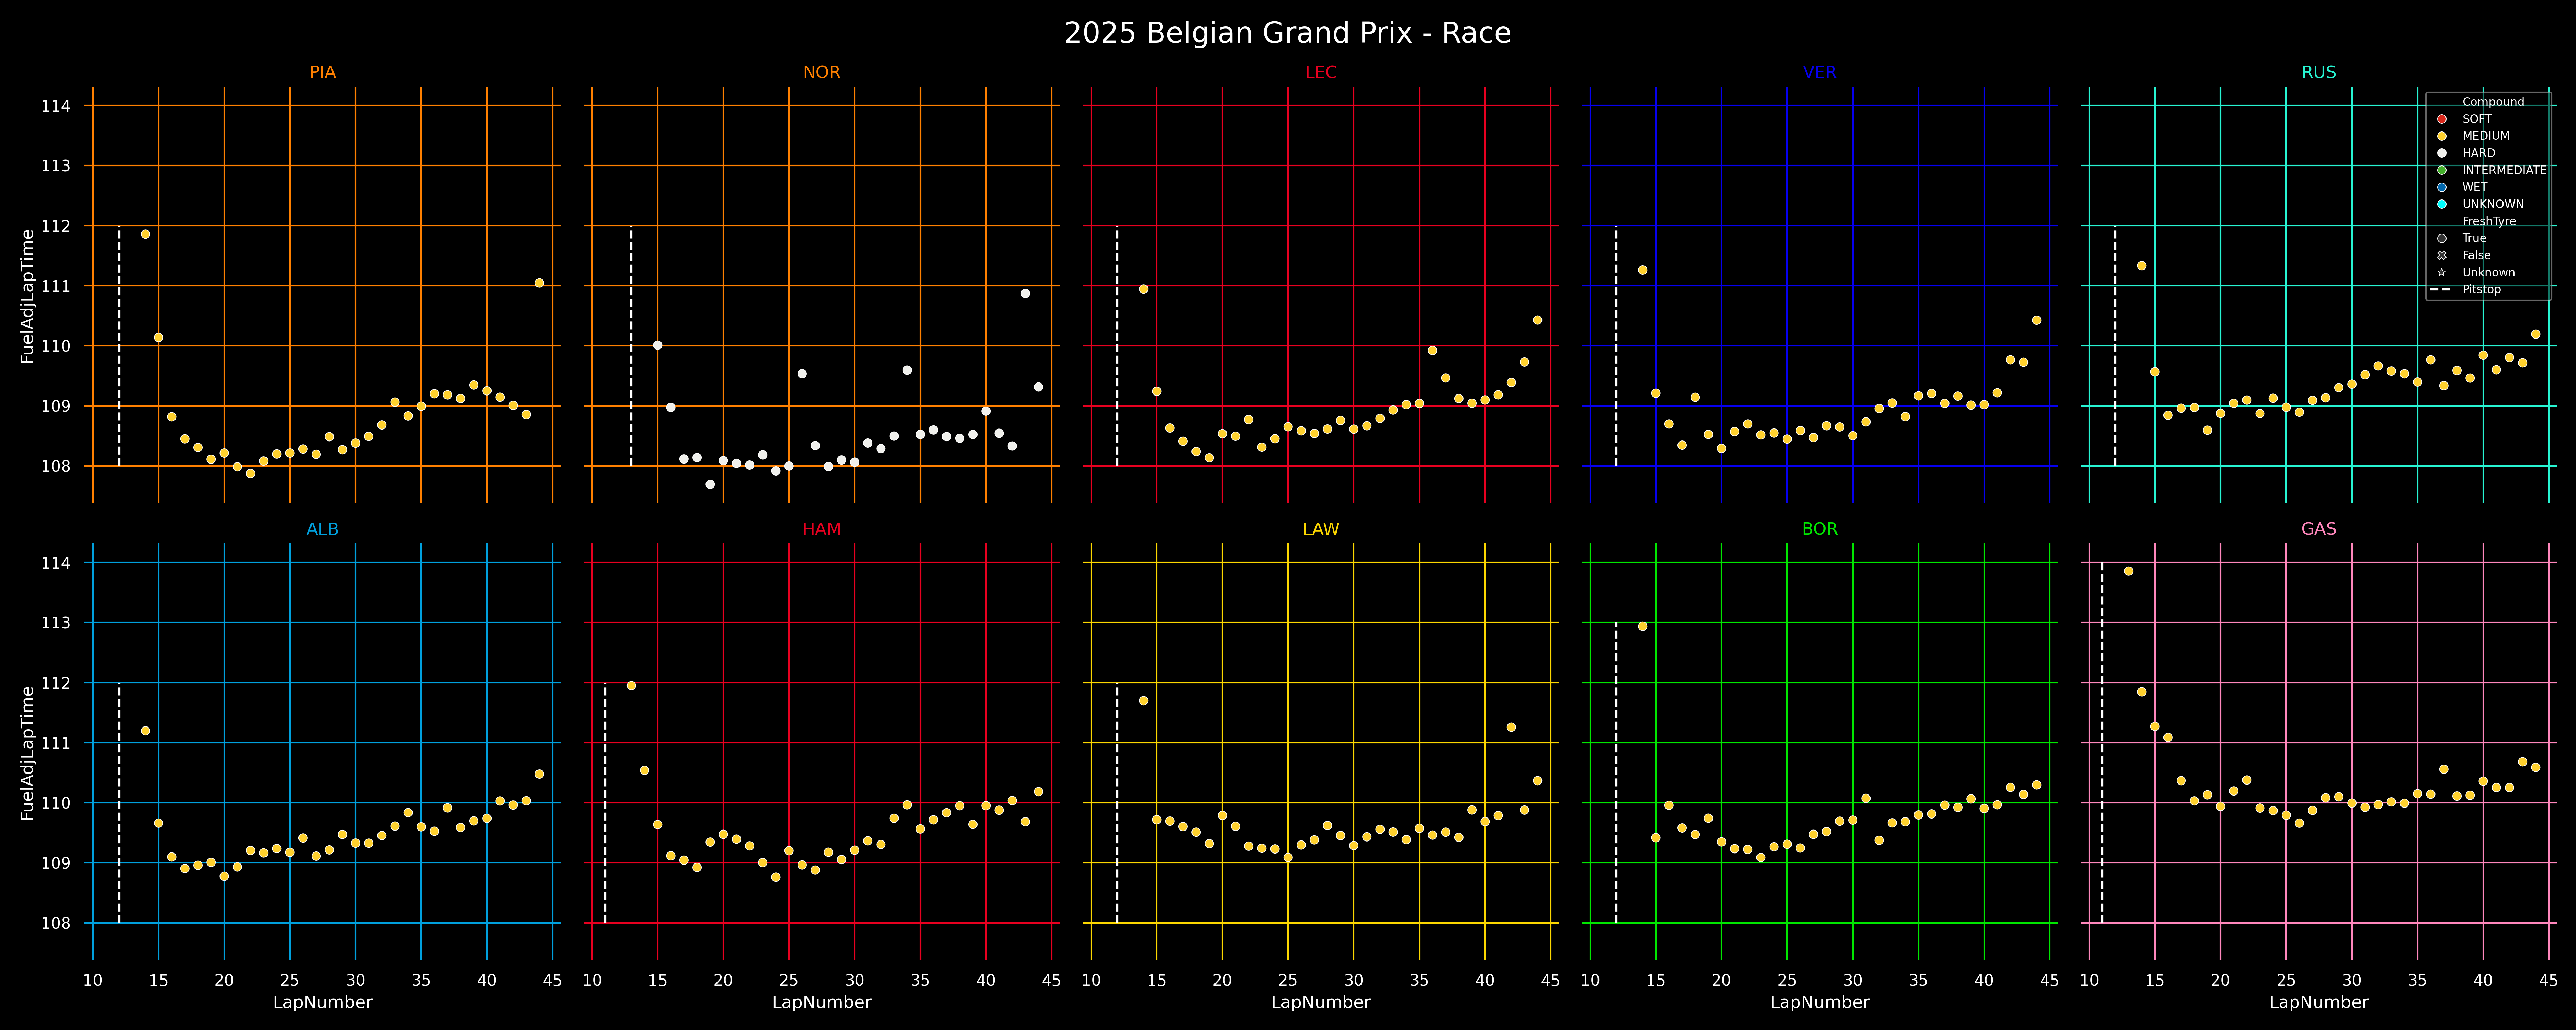 2025 Belgian Grand Prix - Race
PIA
NOR
LEC
VER
RUS
FuelAdjLapTime
114
113
112
111
110
109
108
Compound
SOFT
MEDIUM
HARD
INTERMEDIATE
WET
UNKNOWN
FreshTyre
True
False
Unknown
Pitstop
ALB
HAM
LAW
BOR
GAS
FuelAdjLapTime
114
113
112
111
110
109
108
10 15 20 25 30 35 40 45
10 15 20 25 30 35 40 45
10 15 20 25 30 35 40 45
10 15 20 25 30 35 40 45
10 15 20 25 30 35 40 45
LapNumber
LapNumber
LapNumber
LapNumber
LapNumber